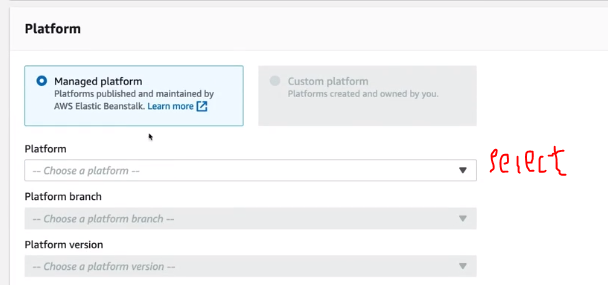 Platform
Managed platform
Platforms published and maintained by
AWS Elastic Beanstalk. Learn more
Custom platform
Platforms created and owned by you.
Platform
-- Choose a platform --
select
Platform branch
-- Choose a platform branch --
Platform version
-- Choose a platform version --